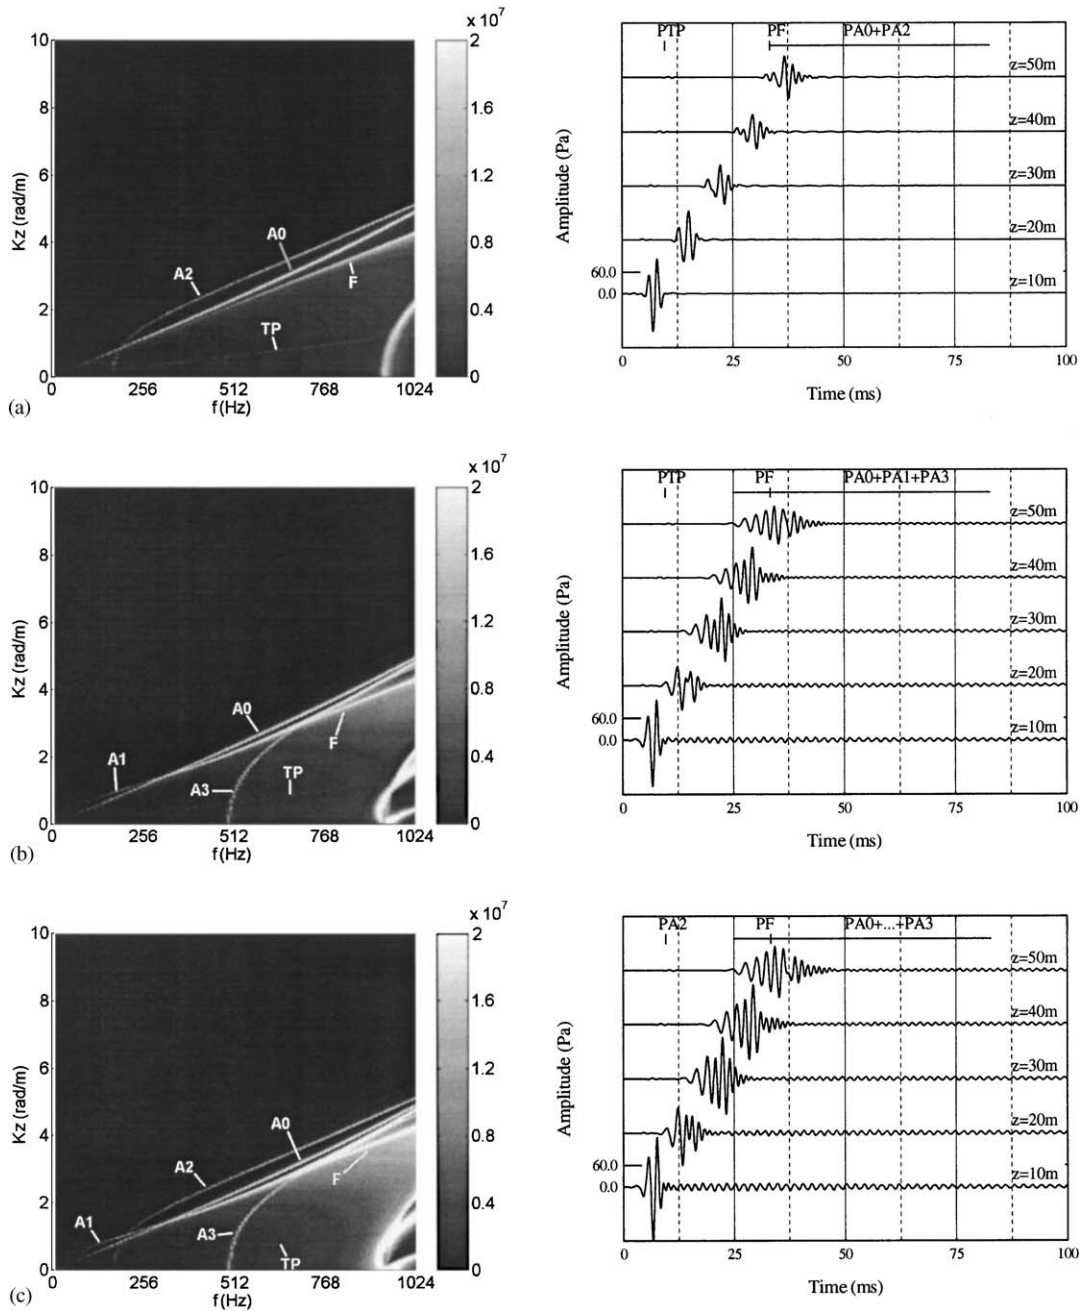 x 10^7
10
8
6
4
2
0
Kz (rad/m)
A2
A0
F
TP
0 256 512 768 1024
f(Hz)
2
1.6
1.2
0.8
0.4
0
(a)
PTP PF PA0+PA2
z=50m
z=40m
z=30m
z=20m
z=10m
60.0
0.0
Amplitude (Pa)
0 25 50 75 100
Time (ms)
x 10^7
10
8
6
4
2
0
Kz (rad/m)
A0
A1
F
A3
TP
0 256 512 768 1024
f(Hz)
2
1.6
1.2
0.8
0.4
0
(b)
PTP PF PA0+PA1+PA3
z=50m
z=40m
z=30m
z=20m
z=10m
60.0
0.0
Amplitude (Pa)
0 25 50 75 100
Time (ms)
x 10^7
10
8
6
4
2
0
Kz (rad/m)
A0
A2
F
A1
A3
TP
0 256 512 768 1024
f(Hz)
2
1.6
1.2
0.8
0.4
0
(c)
PA2 PF PA0+...+PA3
z=50m
z=40m
z=30m
z=20m
z=10m
60.0
0.0
Amplitude (Pa)
0 25 50 75 100
Time (ms)